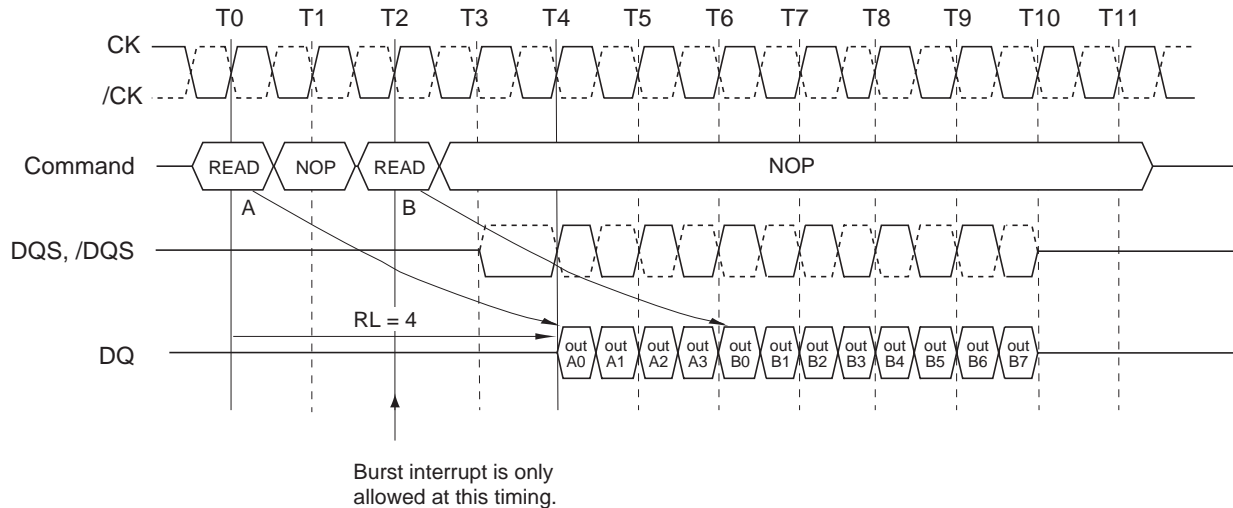 T0 T1 T2 T3 T4 T5 T6 T7 T8 T9 T10 T11
CK
/CK
Command READ NOP READ NOP
A B
DQS, /DQS
RL = 4
DQ
out A0 out A1 out A2 out A3 out B0 out B1 out B2 out B3 out B4 out B5 out B6 out B7
Burst interrupt is only
allowed at this timing.